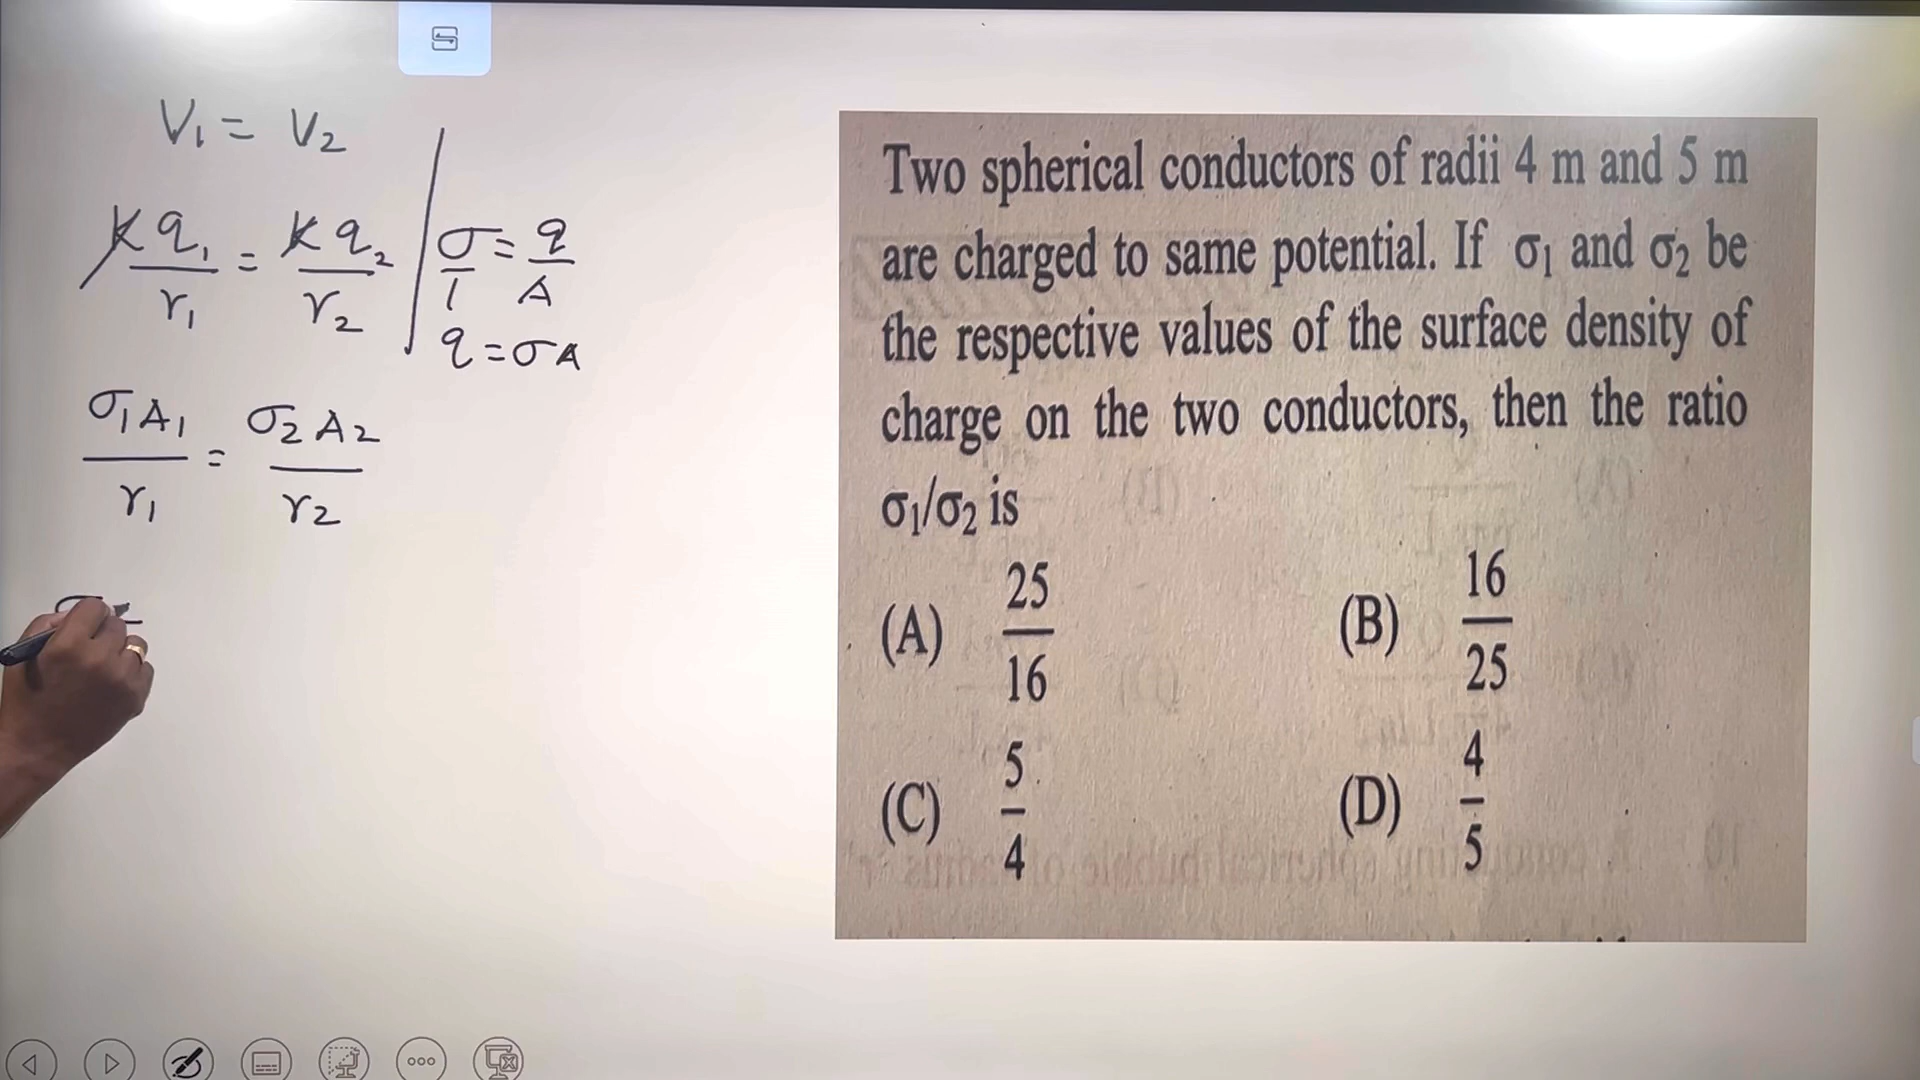 V₁ = V₂
Kq₁/r₁ = Kq₂/r₂
σ/1 = q/A
q = σA
σ₁A₁/r₁ = σ₂A₂/r₂
Two spherical conductors of radii 4 m and 5 m
are charged to same potential. If σ₁ and σ₂ be
the respective values of the surface density of
charge on the two conductors, then the ratio
σ₁/σ₂ is
(A) 25/16 (B) 16/25
(C) 5/4 (D) 4/5